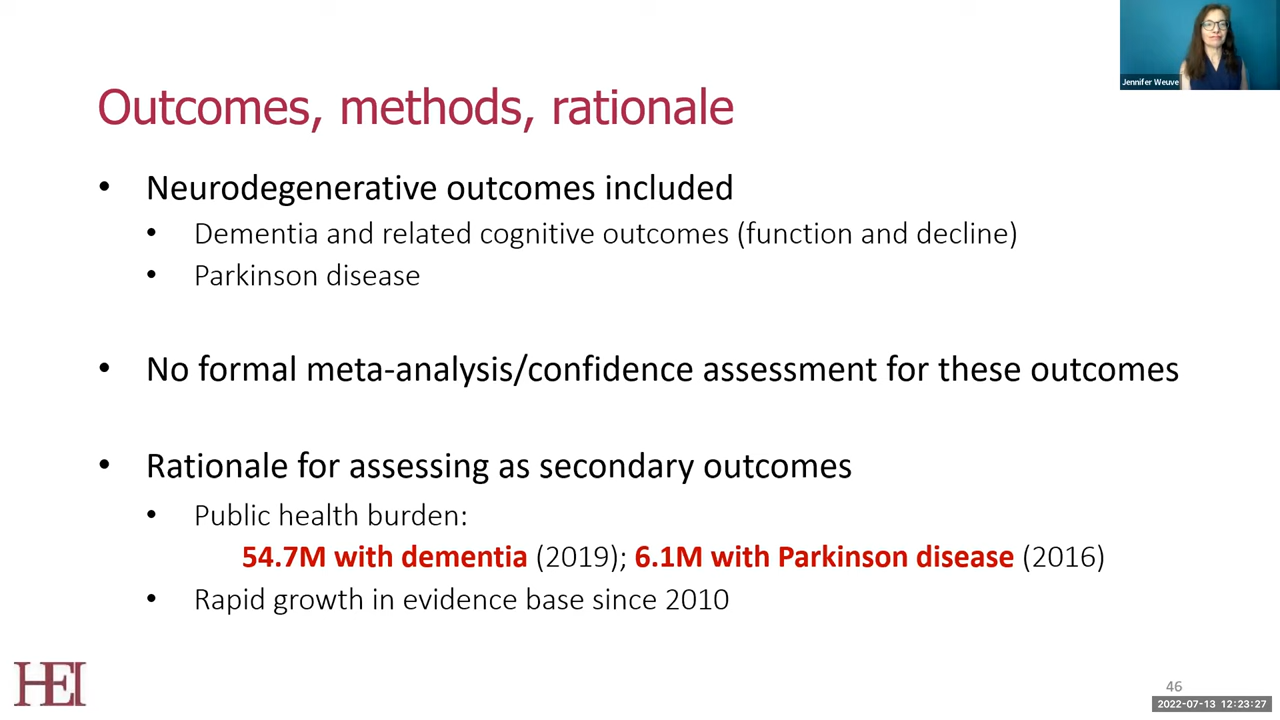 Jennifer Weuve
Outcomes, methods, rationale
• Neurodegenerative outcomes included
• Dementia and related cognitive outcomes (function and decline)
• Parkinson disease
• No formal meta-analysis/confidence assessment for these outcomes
• Rationale for assessing as secondary outcomes
• Public health burden:
54.7M with dementia (2019); 6.1M with Parkinson disease (2016)
• Rapid growth in evidence base since 2010
HEI
46
2022-07-13 12:23:27